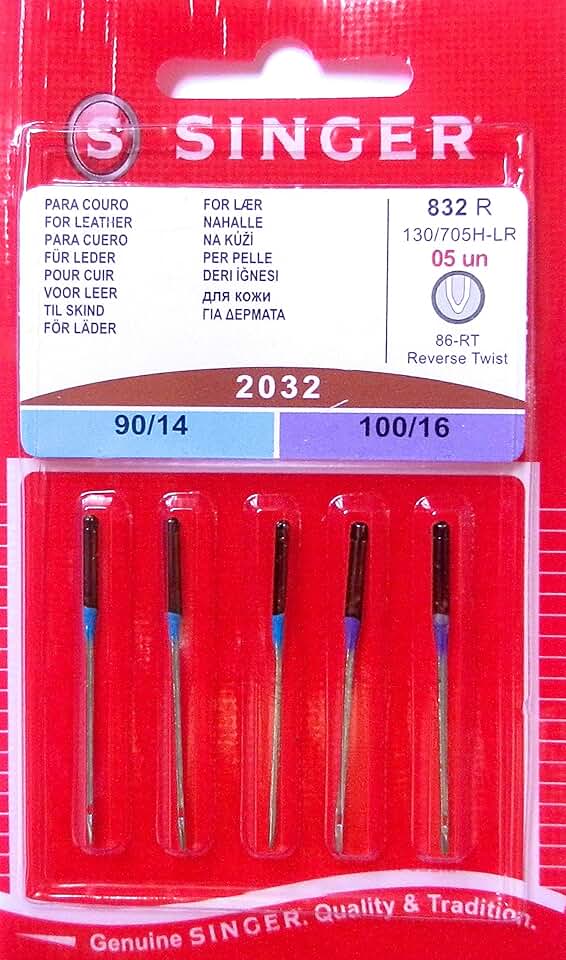 S SINGER
PARA COURO
FOR LEATHER
PARA CUERO
FÜR LEDER
POUR CUIR
VOOR LEER
TIL SKIND
FÖR LÄDER
FOR LÆR
NAHALLE
NA KŮŽİ
PER PELLE
DERI İĞNESI
для кожи
ΓΙΑ ΔΕΡΜΑΤΑ
832 R
130/705H-LR
05 un
86-RT
Reverse Twist
2032
90/14
100/16
Genuine SINGER. Quality & Tradition.